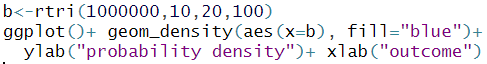 b<-rtri(1000000,10,20,100)
ggplot()+ geom_density(aes(x=b), fill="blue")+
ylab("probability density")+ xlab("outcome")